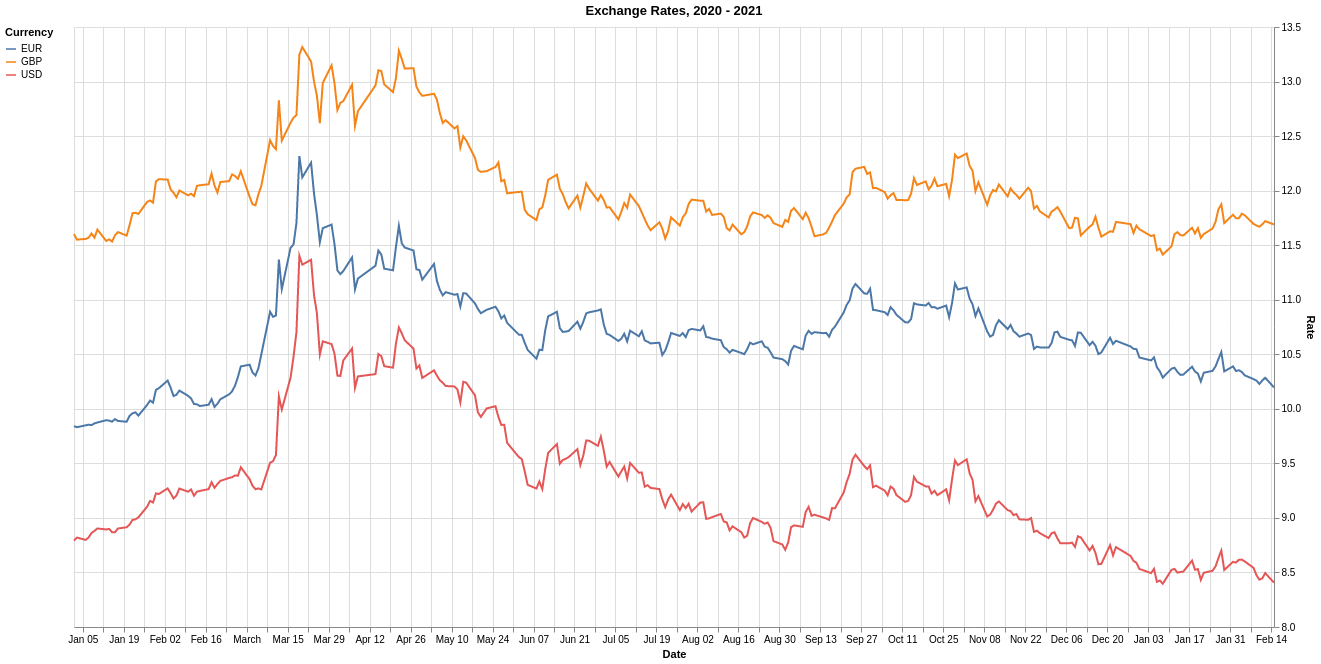 Exchange Rates, 2020 - 2021
Currency
EUR
GBP
USD
13.5
13.0
12.5
12.0
11.5
11.0
10.5
10.0
9.5
9.0
8.5
8.0
Rate
Jan 05 Jan 19 Feb 02 Feb 16 March Mar 15 Mar 29 Apr 12 Apr 26 May 10 May 24 Jun 07 Jun 21 Jul 05 Jul 19 Aug 02 Aug 16 Aug 30 Sep 13 Sep 27 Oct 11 Oct 25 Nov 08 Nov 22 Dec 06 Dec 20 Jan 03 Jan 17 Jan 31 Feb 14
Date